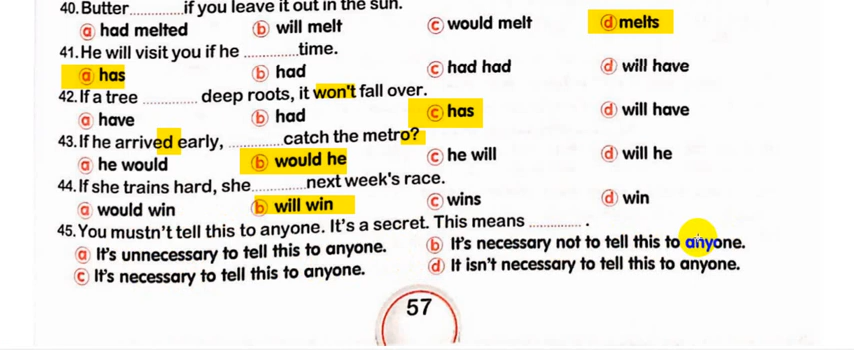 40. Butter ............ if you leave it out in the sun.
ⓐ had melted ⓑ will melt ⓒ would melt ⓓ melts
41. He will visit you if he ............ time.
ⓐ has ⓑ had ⓒ had had ⓓ will have
42. If a tree ............ deep roots, it won't fall over.
ⓐ have ⓑ had ⓒ has ⓓ will have
43. If he arrived early, ............ catch the metro?
ⓐ he would ⓑ would he ⓒ he will ⓓ will he
44. If she trains hard, she ............ next week's race.
ⓐ would win ⓑ will win ⓒ wins ⓓ win
45. You mustn't tell this to anyone. It's a secret. This means ............ .
ⓐ It's unnecessary to tell this to anyone. ⓑ It's necessary not to tell this to anyone.
ⓒ It's necessary to tell this to anyone. ⓓ It isn't necessary to tell this to anyone.
57